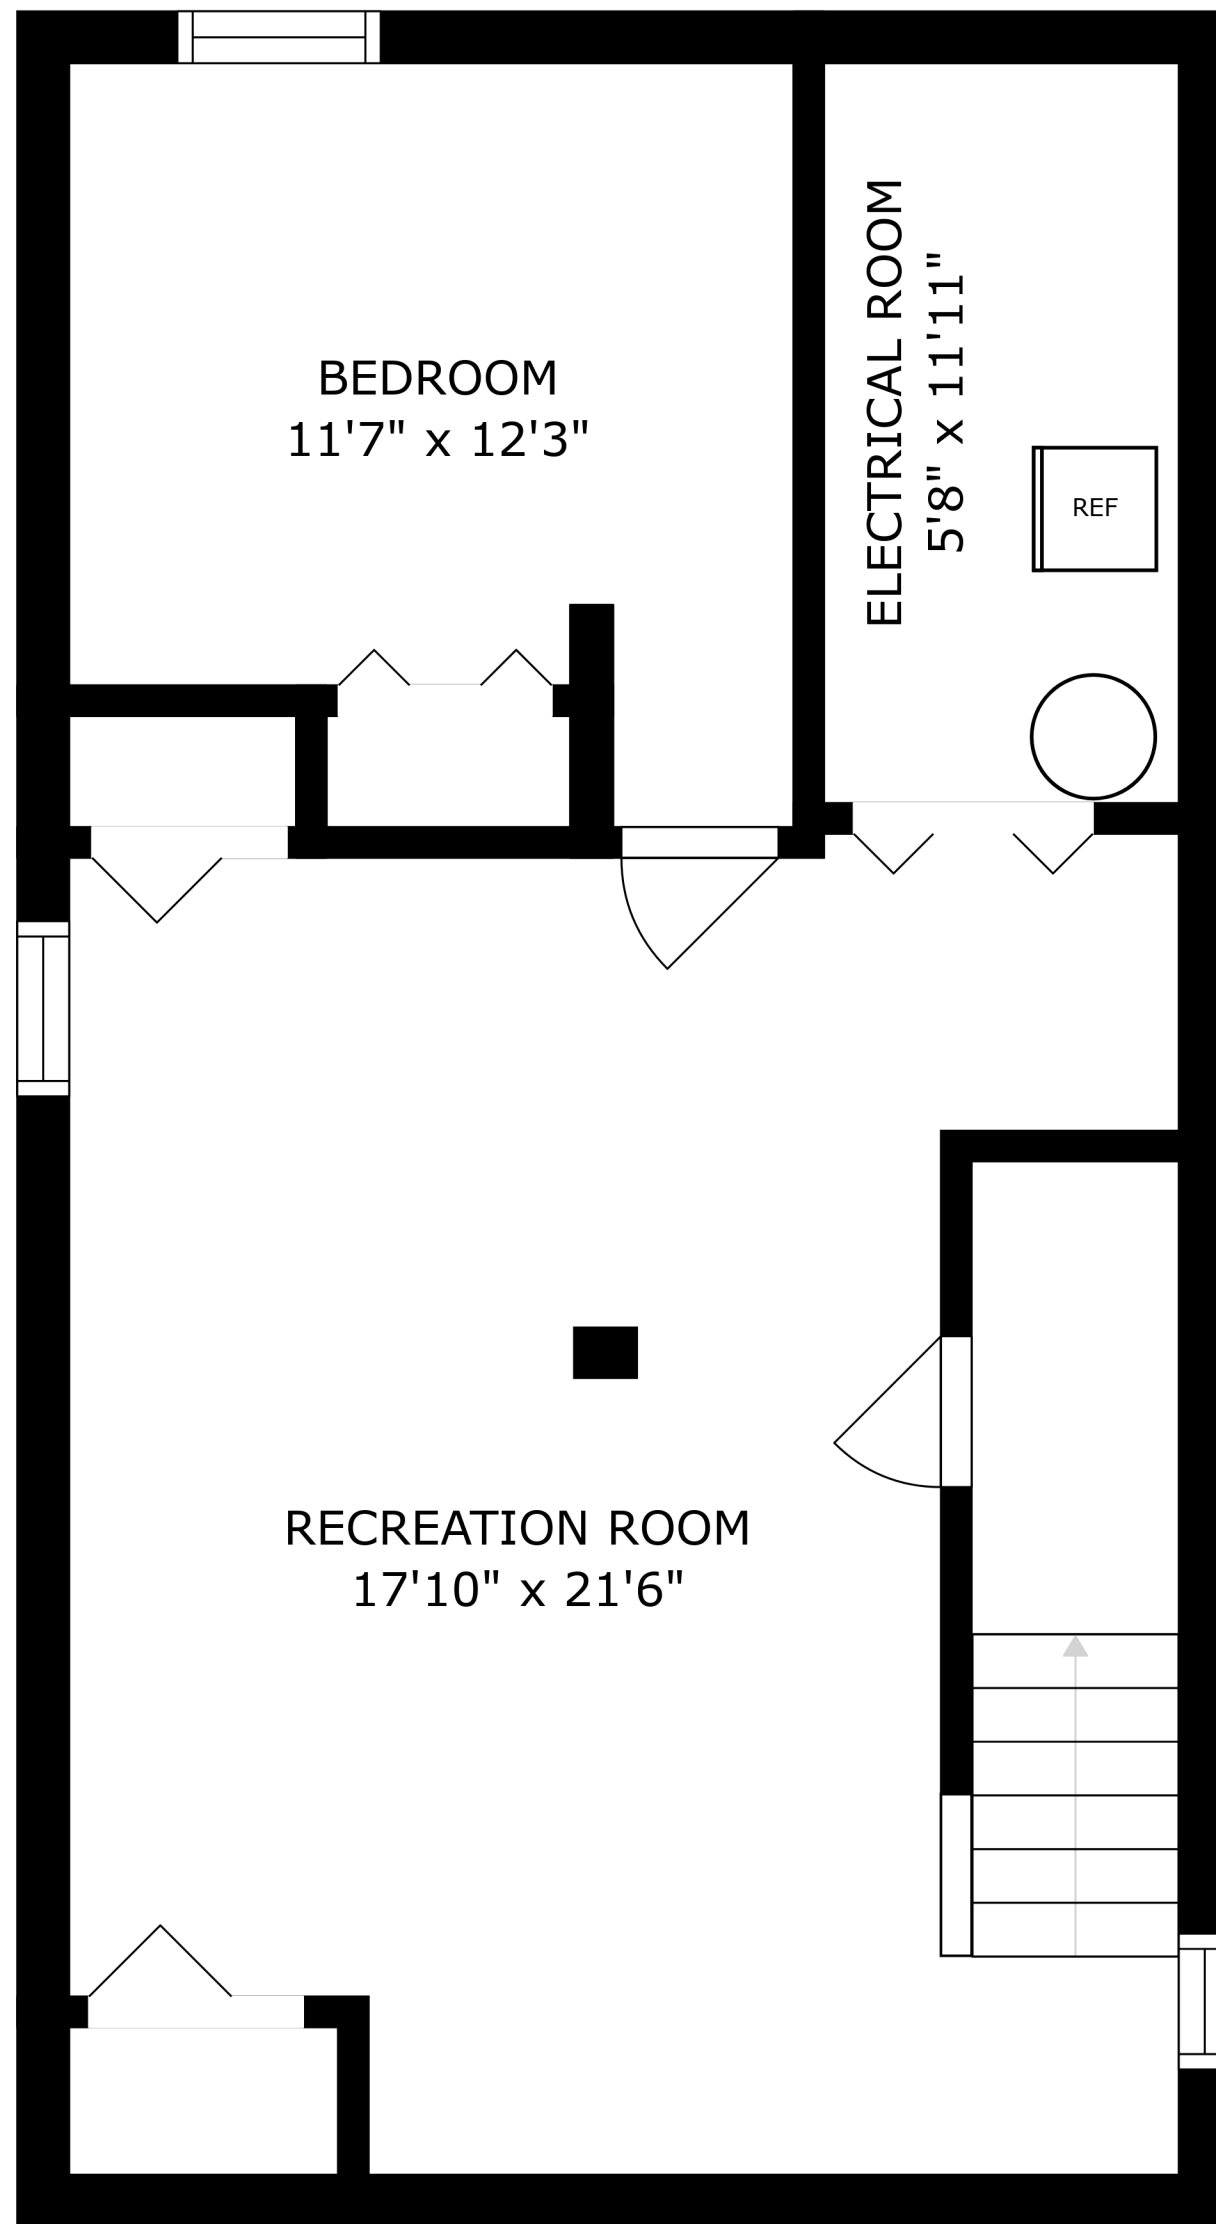 BEDROOM
11'7" x 12'3"
ELECTRICAL ROOM
5'8" x 11'11"
REF
RECREATION ROOM
17'10" x 21'6"